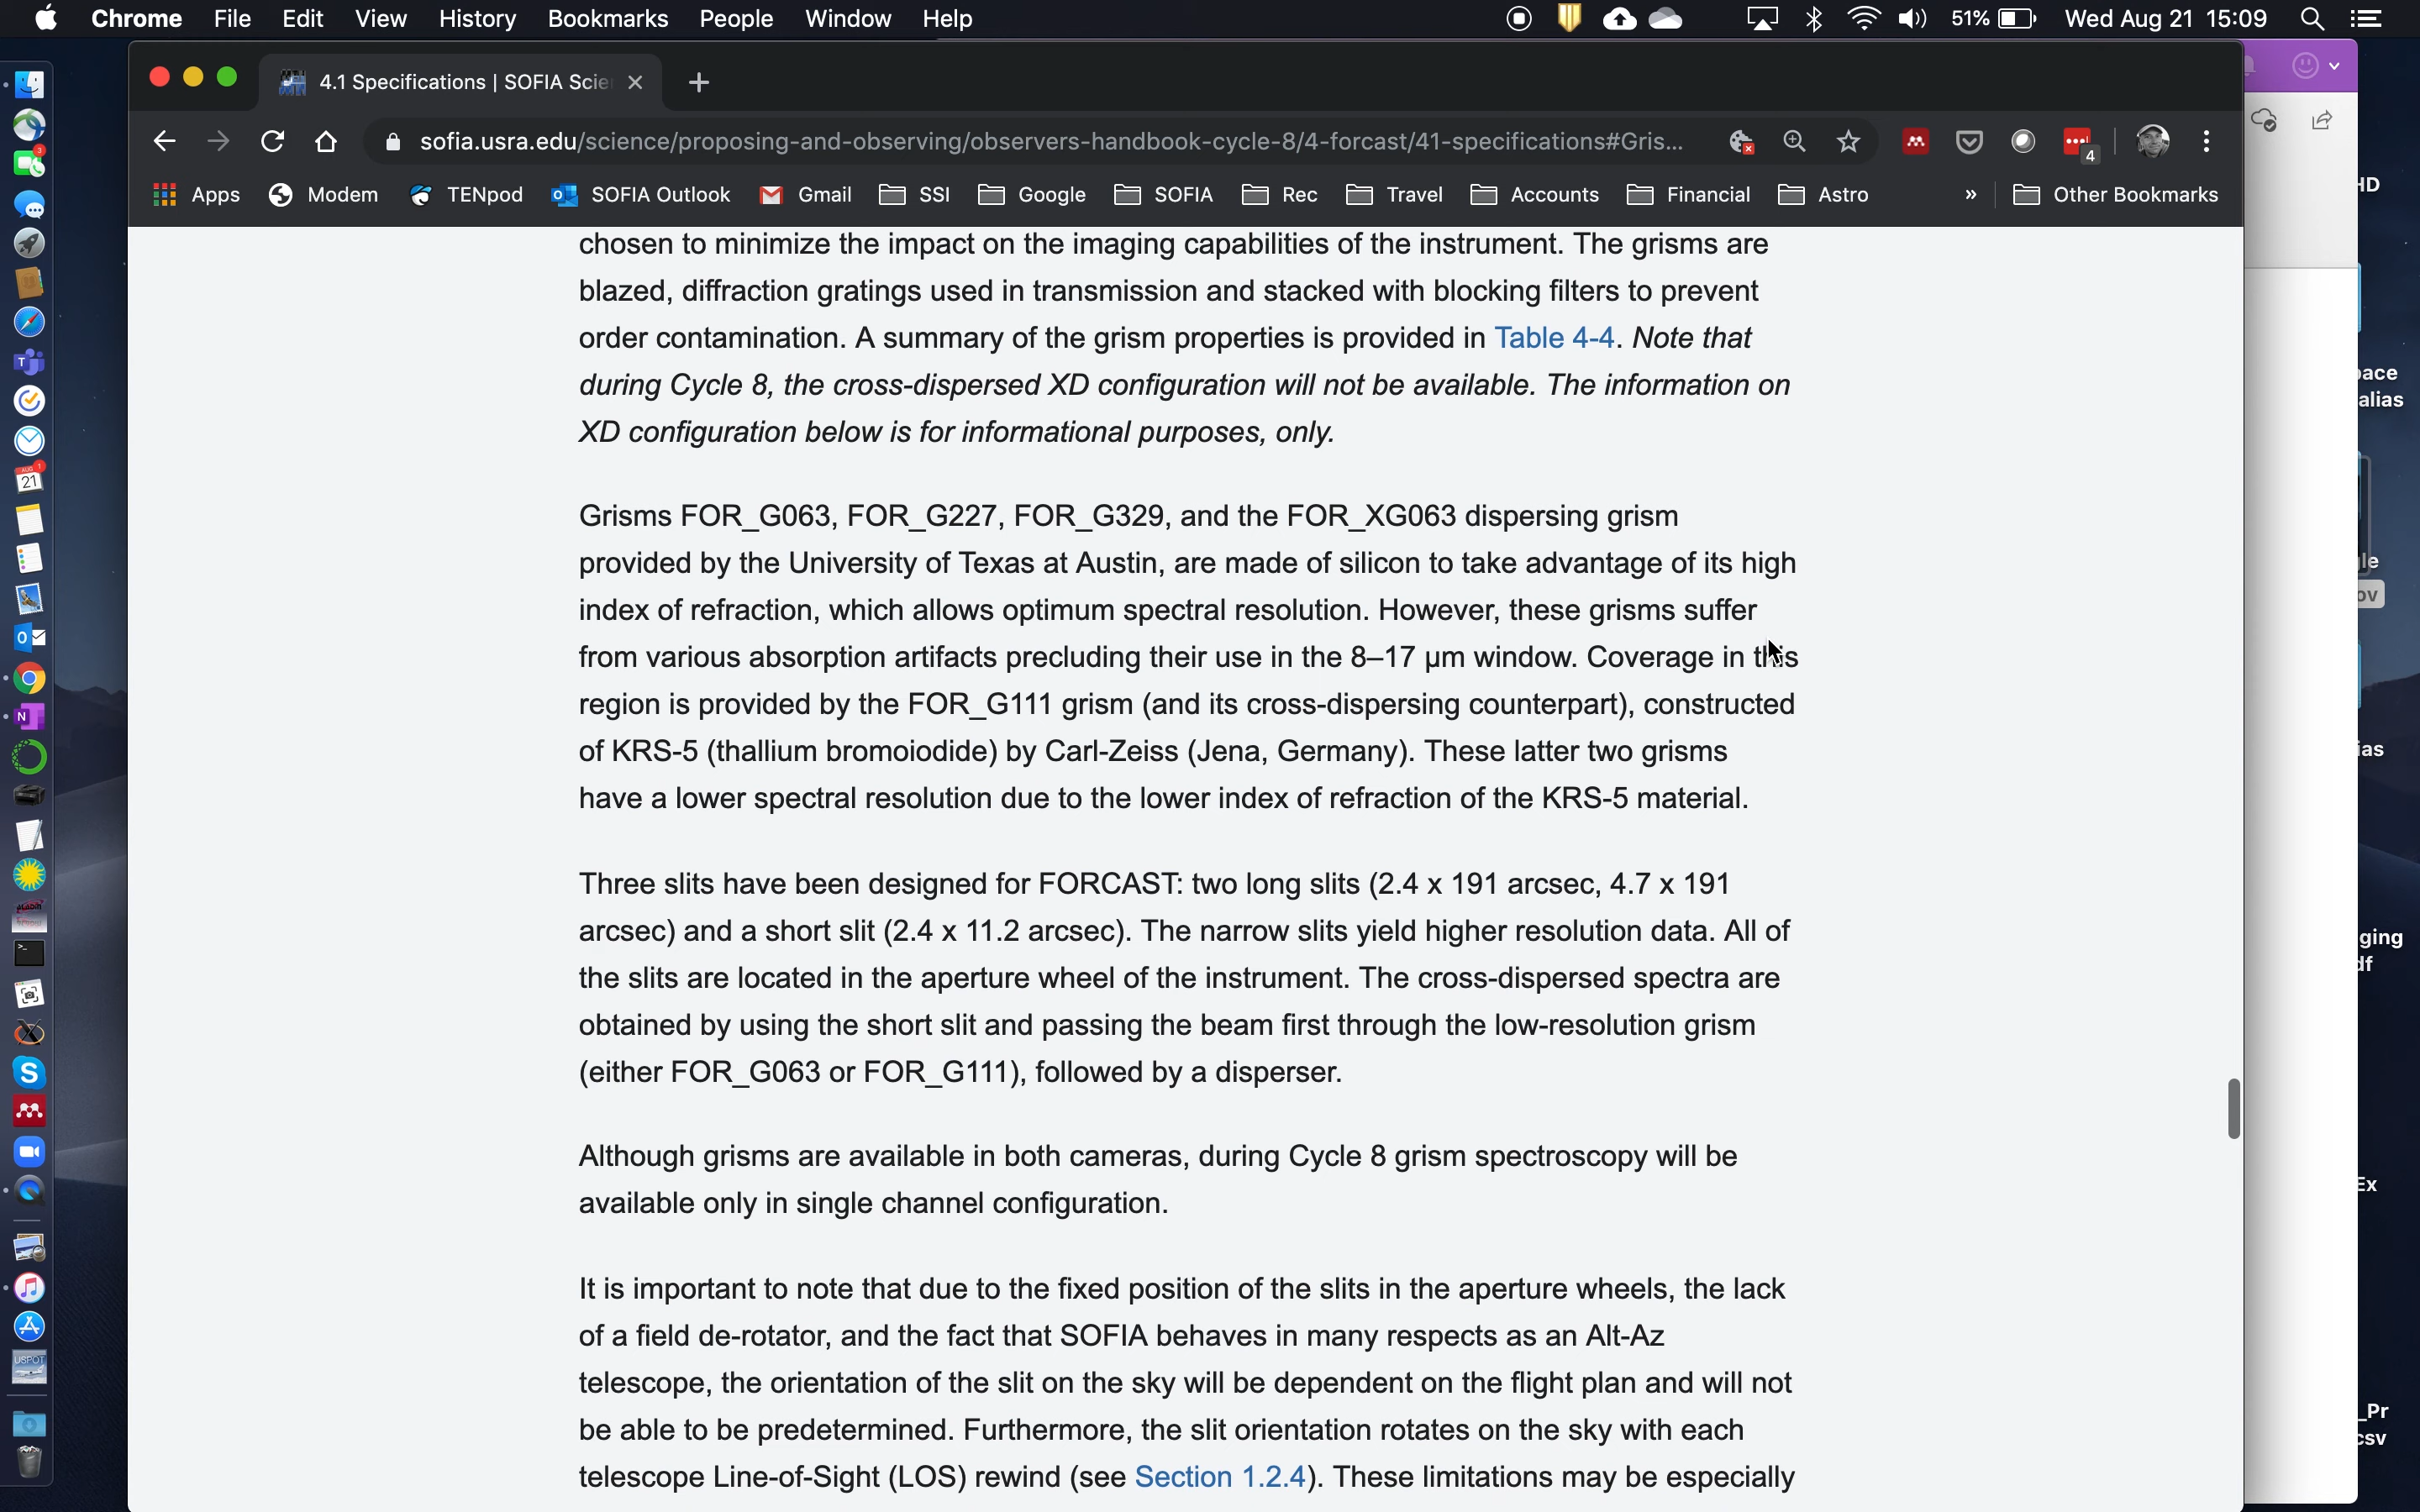 Chrome File Edit View History Bookmarks People Window Help 51% Wed Aug 21 15:09
4.1 Specifications | SOFIA Scie
sofia.usra.edu/science/proposing-and-observing/observers-handbook-cycle-8/4-forcast/41-specifications#Gris...
4
Apps Modem TENpod SOFIA Outlook Gmail SSI Google SOFIA Rec Travel Accounts Financial Astro » Other Bookmarks
chosen to minimize the impact on the imaging capabilities of the instrument. The grisms are
blazed, diffraction gratings used in transmission and stacked with blocking filters to prevent
order contamination. A summary of the grism properties is provided in Table 4-4. Note that
during Cycle 8, the cross-dispersed XD configuration will not be available. The information on
XD configuration below is for informational purposes, only.
Grisms FOR_G063, FOR_G227, FOR_G329, and the FOR_XG063 dispersing grism
provided by the University of Texas at Austin, are made of silicon to take advantage of its high
index of refraction, which allows optimum spectral resolution. However, these grisms suffer
from various absorption artifacts precluding their use in the 8–17 µm window. Coverage in this
region is provided by the FOR_G111 grism (and its cross-dispersing counterpart), constructed
of KRS-5 (thallium bromoiodide) by Carl-Zeiss (Jena, Germany). These latter two grisms
have a lower spectral resolution due to the lower index of refraction of the KRS-5 material.
Three slits have been designed for FORCAST: two long slits (2.4 x 191 arcsec, 4.7 x 191
arcsec) and a short slit (2.4 x 11.2 arcsec). The narrow slits yield higher resolution data. All of
the slits are located in the aperture wheel of the instrument. The cross-dispersed spectra are
obtained by using the short slit and passing the beam first through the low-resolution grism
(either FOR_G063 or FOR_G111), followed by a disperser.
Although grisms are available in both cameras, during Cycle 8 grism spectroscopy will be
available only in single channel configuration.
It is important to note that due to the fixed position of the slits in the aperture wheels, the lack
of a field de-rotator, and the fact that SOFIA behaves in many respects as an Alt-Az
telescope, the orientation of the slit on the sky will be dependent on the flight plan and will not
be able to be predetermined. Furthermore, the slit orientation rotates on the sky with each
telescope Line-of-Sight (LOS) rewind (see Section 1.2.4). These limitations may be especially
HD
alias
ging
Ex
_Pr
csv
3
AUG
21
USPOT